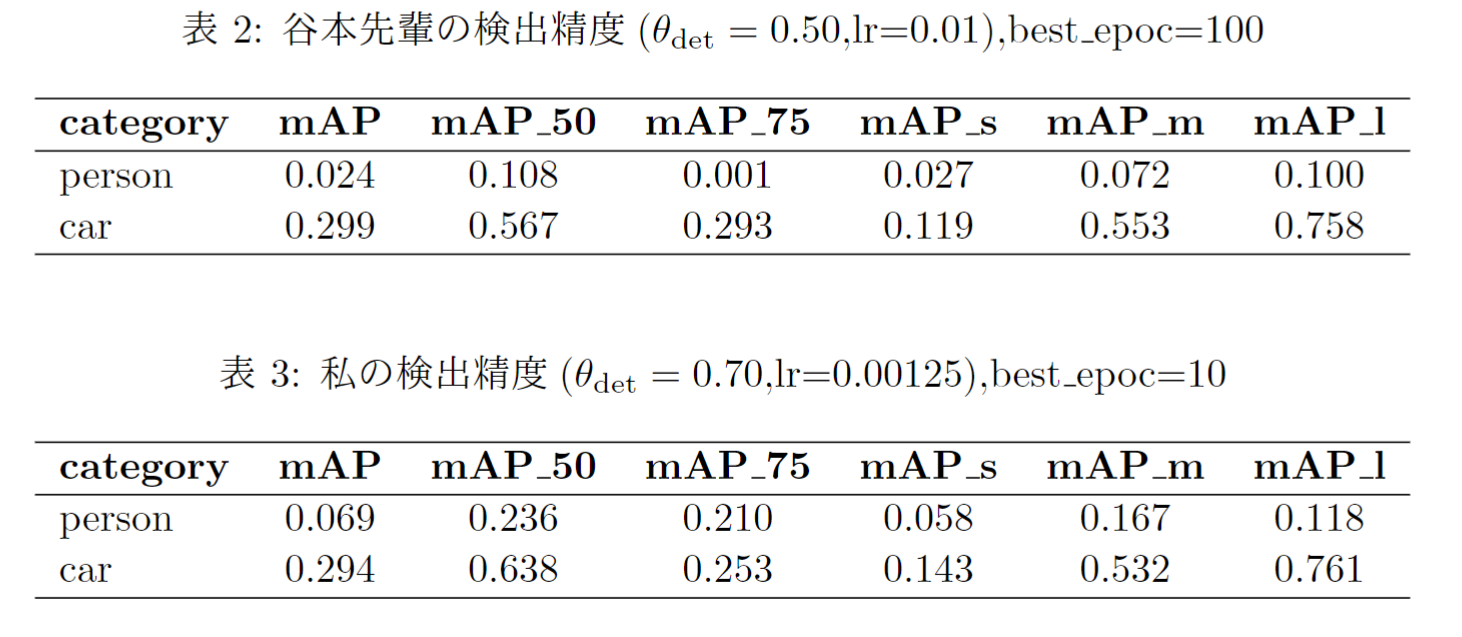 表 2: 谷本先輩の検出精度 (θdet = 0.50,lr=0.01),best_epoc=100
category mAP mAP_50 mAP_75 mAP_s mAP_m mAP_l
person 0.024 0.108 0.001 0.027 0.072 0.100
car 0.299 0.567 0.293 0.119 0.553 0.758
表 3: 私の検出精度 (θdet = 0.70,lr=0.00125),best_epoc=10
category mAP mAP_50 mAP_75 mAP_s mAP_m mAP_l
person 0.069 0.236 0.210 0.058 0.167 0.118
car 0.294 0.638 0.253 0.143 0.532 0.761